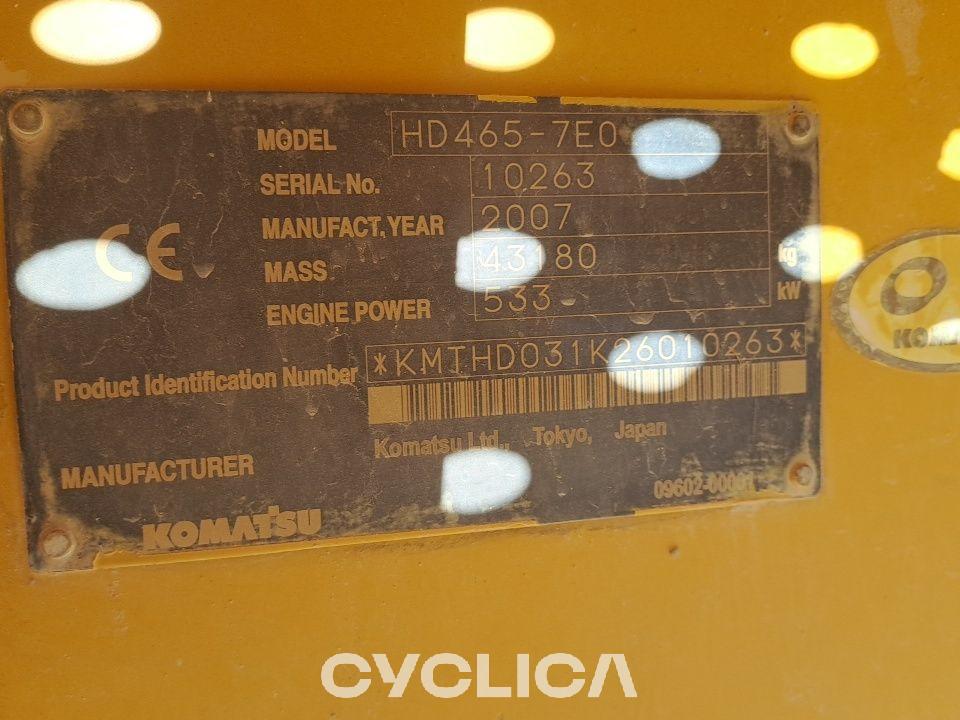 MODEL HD465-7E0
SERIAL No. 10263
MANUFACT. YEAR 2007
MASS 43180 kg
ENGINE POWER 533 kW
CE
Product Identification Number *KMTHD031K26010263*
MANUFACTURER Komatsu Ltd., Tokyo, Japan
KOMATSU
CYCLICA